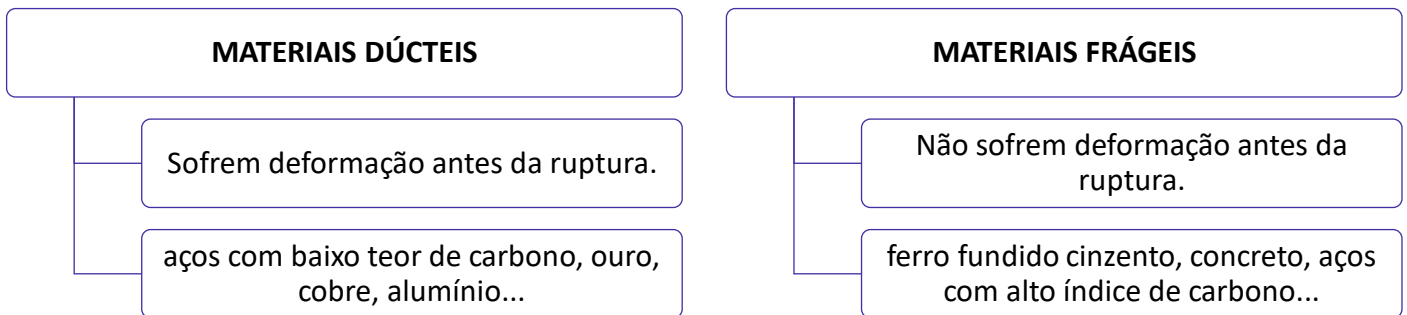 MATERIAIS DÚCTEIS
Sofrem deformação antes da ruptura.
aços com baixo teor de carbono, ouro,
cobre, alumínio...
MATERIAIS FRÁGEIS
Não sofrem deformação antes da
ruptura.
ferro fundido cinzento, concreto, aços
com alto índice de carbono...